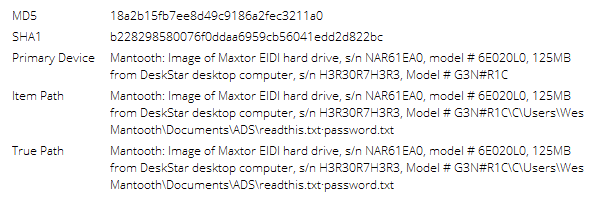 MD5 18a2b15fb7ee8d49c9186a2fec3211a0
SHA1 b228298580076f0ddaa6959cb56041edd2d822bc
Primary Device Mantooth: Image of Maxtor EIDI hard drive, s/n NAR61EA0, model # 6E020L0, 125MB
from DeskStar desktop computer, s/n H3R30R7H3R3, Model # G3N#R1C
Item Path Mantooth: Image of Maxtor EIDI hard drive, s/n NAR61EA0, model # 6E020L0, 125MB
from DeskStar desktop computer, s/n H3R30R7H3R3, Model # G3N#R1C\C\Users\Wes
Mantooth\Documents\ADS\readthis.txt·password.txt
True Path Mantooth: Image of Maxtor EIDI hard drive, s/n NAR61EA0, model # 6E020L0, 125MB
from DeskStar desktop computer, s/n H3R30R7H3R3, Model # G3N#R1C\C\Users\Wes
Mantooth\Documents\ADS\readthis.txt·password.txt